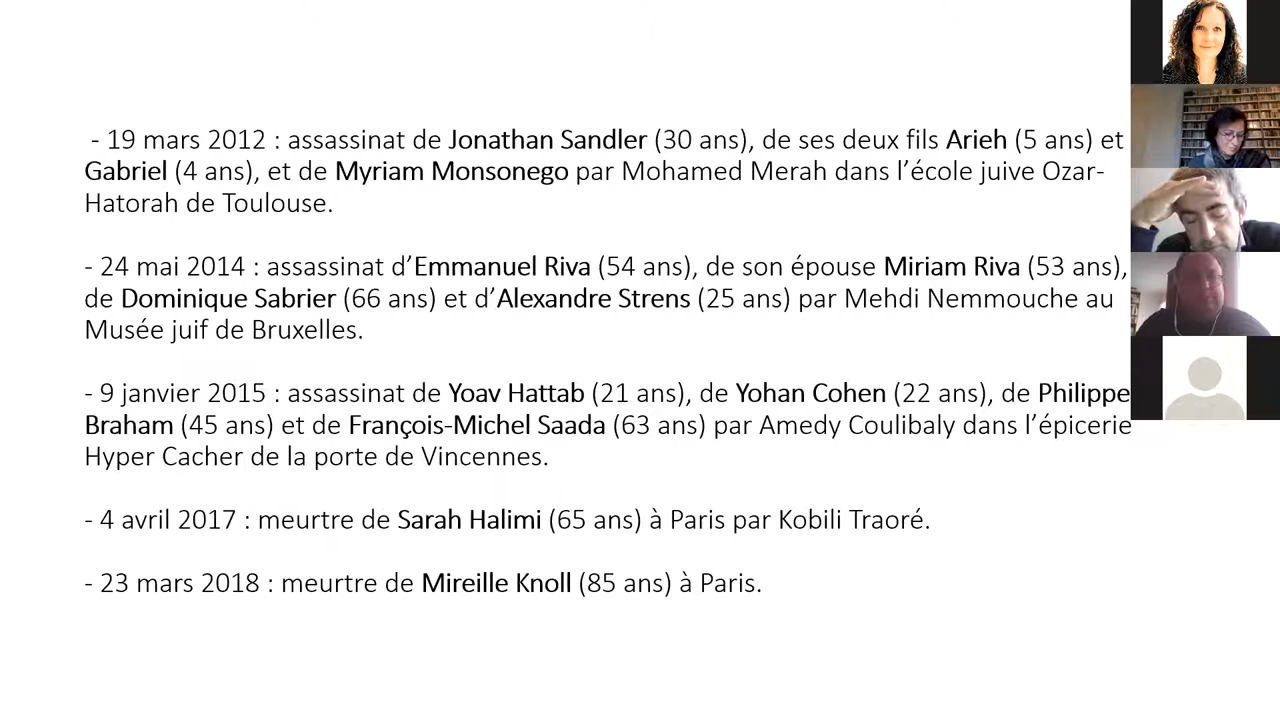 - 19 mars 2012 : assassinat de Jonathan Sandler (30 ans), de ses deux fils Arieh (5 ans) et
Gabriel (4 ans), et de Myriam Monsonego par Mohamed Merah dans l’école juive Ozar-
Hatorah de Toulouse.
- 24 mai 2014 : assassinat d’Emmanuel Riva (54 ans), de son épouse Miriam Riva (53 ans),
de Dominique Sabrier (66 ans) et d’Alexandre Strens (25 ans) par Mehdi Nemmouche au
Musée juif de Bruxelles.
- 9 janvier 2015 : assassinat de Yoav Hattab (21 ans), de Yohan Cohen (22 ans), de Philippe
Braham (45 ans) et de François-Michel Saada (63 ans) par Amedy Coulibaly dans l’épicerie
Hyper Cacher de la porte de Vincennes.
- 4 avril 2017 : meurtre de Sarah Halimi (65 ans) à Paris par Kobili Traoré.
- 23 mars 2018 : meurtre de Mireille Knoll (85 ans) à Paris.